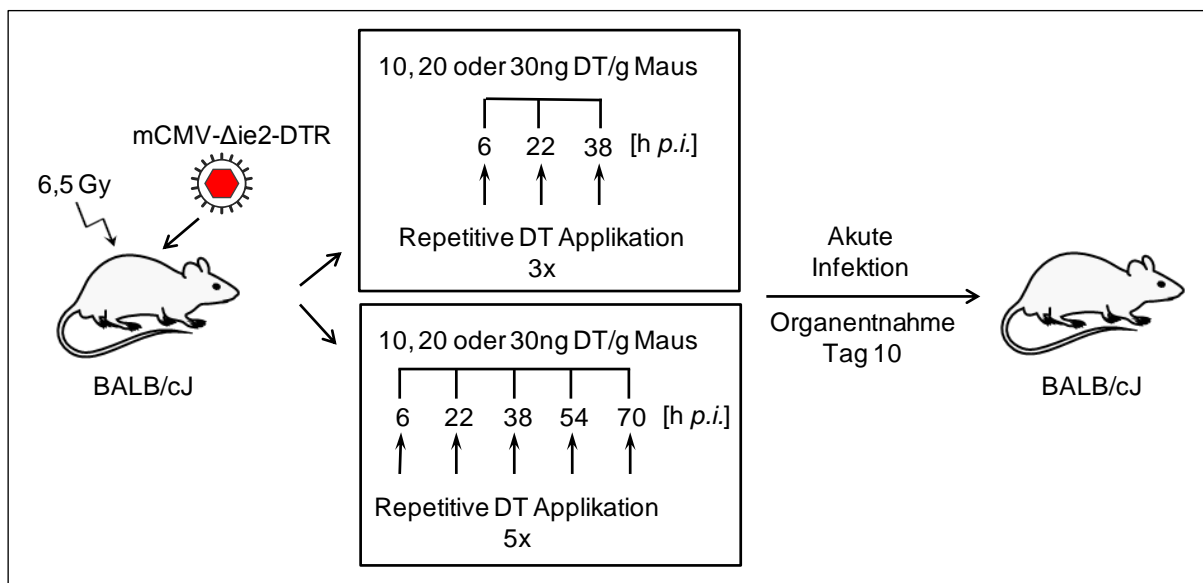 mCMV-Δie2-DTR
6,5 Gy
BALB/cJ
10, 20 oder 30ng DT/g Maus
6 22 38 [h p.i.]
Repetitive DT Applikation
3x
10, 20 oder 30ng DT/g Maus
6 22 38 54 70 [h p.i.]
Repetitive DT Applikation
5x
Akute
Infektion
Organentnahme
Tag 10
BALB/cJ